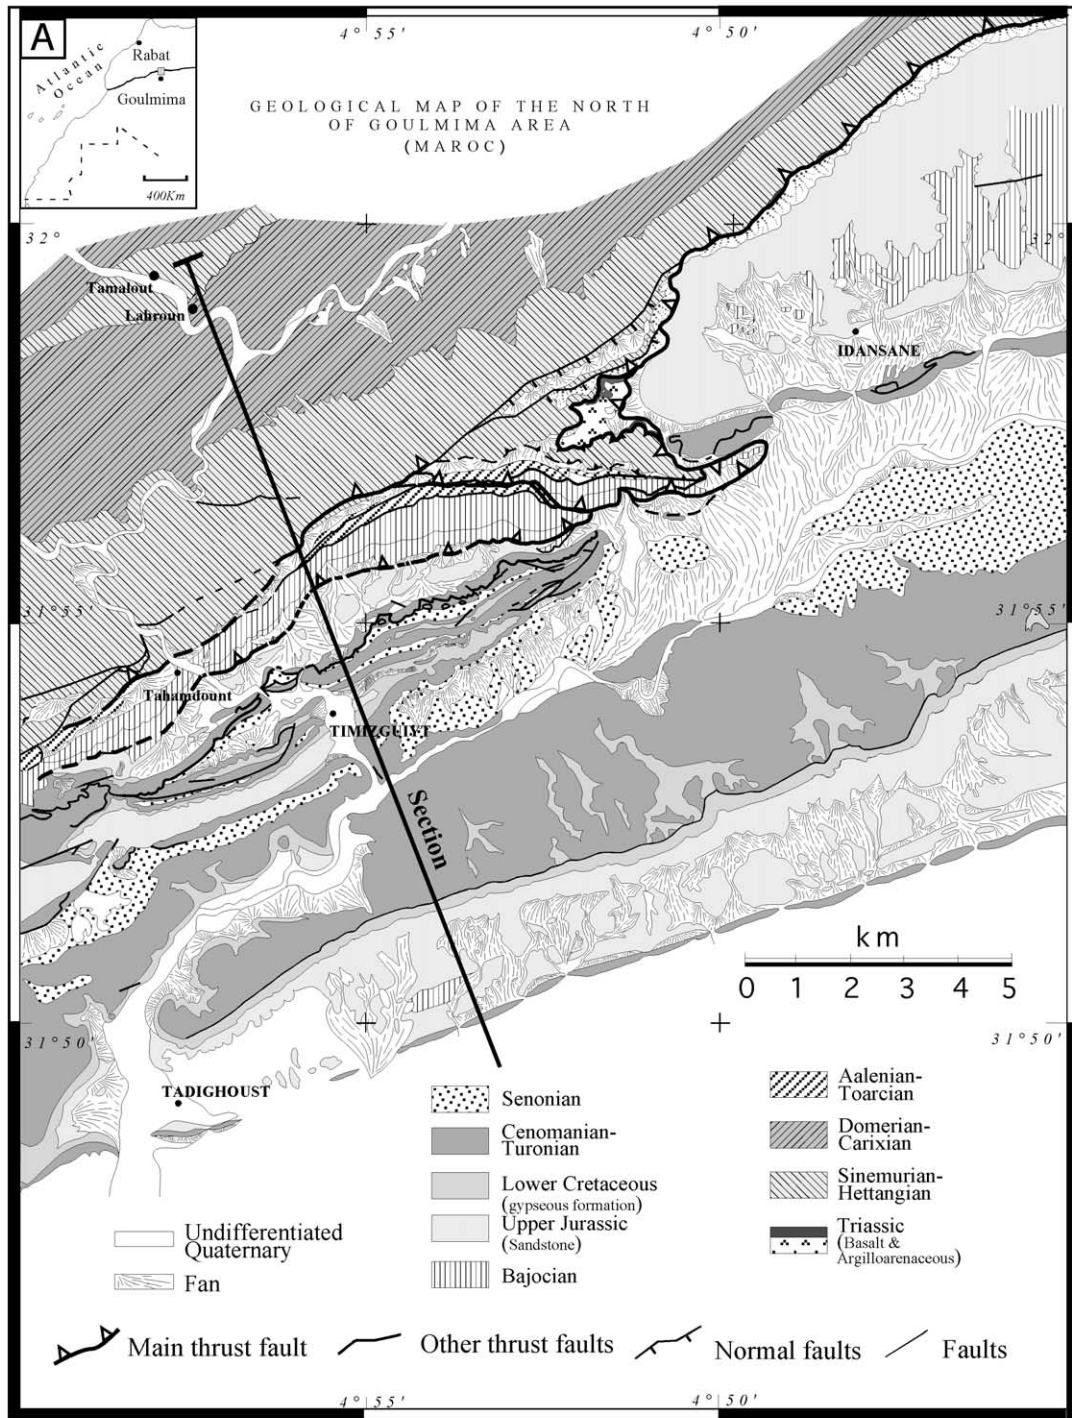 A
Atlantic
Ocean
Rabat
Goulmima
400Km
4° 55'
4° 50'
GEOLOGICAL MAP OF THE NORTH
OF GOULMIMA AREA
(MAROC)
32°
32°
Tamalout
Lahroun
IDANSANE
31°55'
31°55'
Tahamdount
TIMIZGUIYT
Section
km
0 1 2 3 4 5
31°50'
31°50'
TADIGHOUST
Senonian
Cenomanian-
Turonian
Lower Cretaceous
(gypseous formation)
Upper Jurassic
(Sandstone)
Bajocian
Aalenian-
Toarcian
Domerian-
Carixian
Sinemurian-
Hettangian
Triassic
(Basalt &
Argilloarenaceous)
Undifferentiated
Quaternary
Fan
Main thrust fault
Other thrust faults
Normal faults
Faults
4° 55'
4° 50'